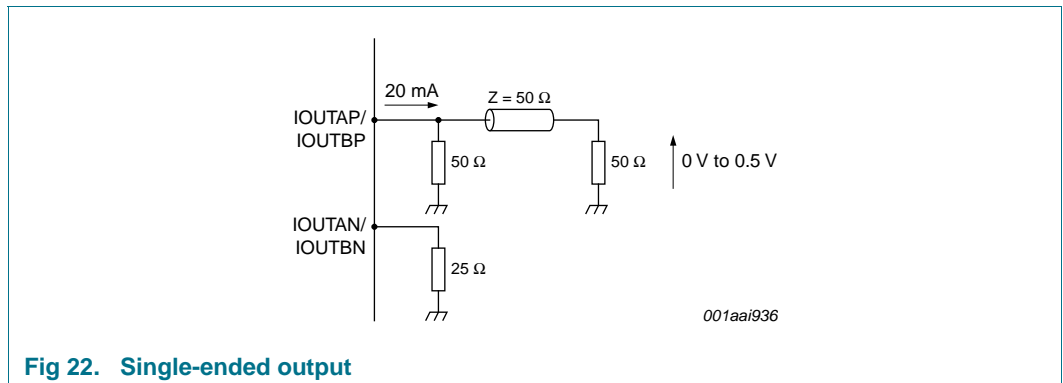 20 mA
Z = 50 Ω
IOUTAP/
IOUTBP
50 Ω
50 Ω
0 V to 0.5 V
IOUTAN/
IOUTBN
25 Ω
001aai936
Fig 22. Single-ended output